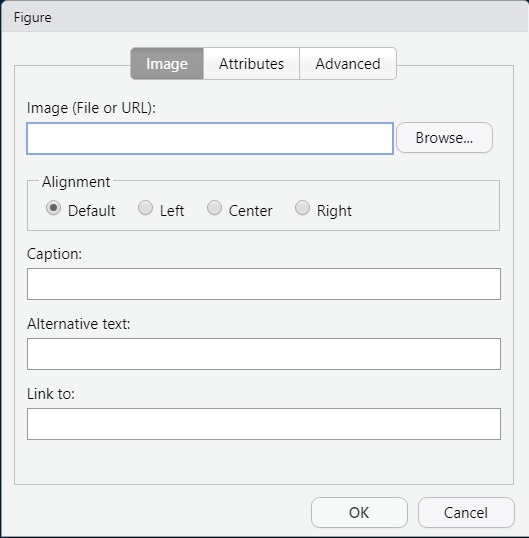 Figure
Image Attributes Advanced
Image (File or URL):
Browse...
Alignment
Default Left Center Right
Caption:
Alternative text:
Link to:
OK Cancel